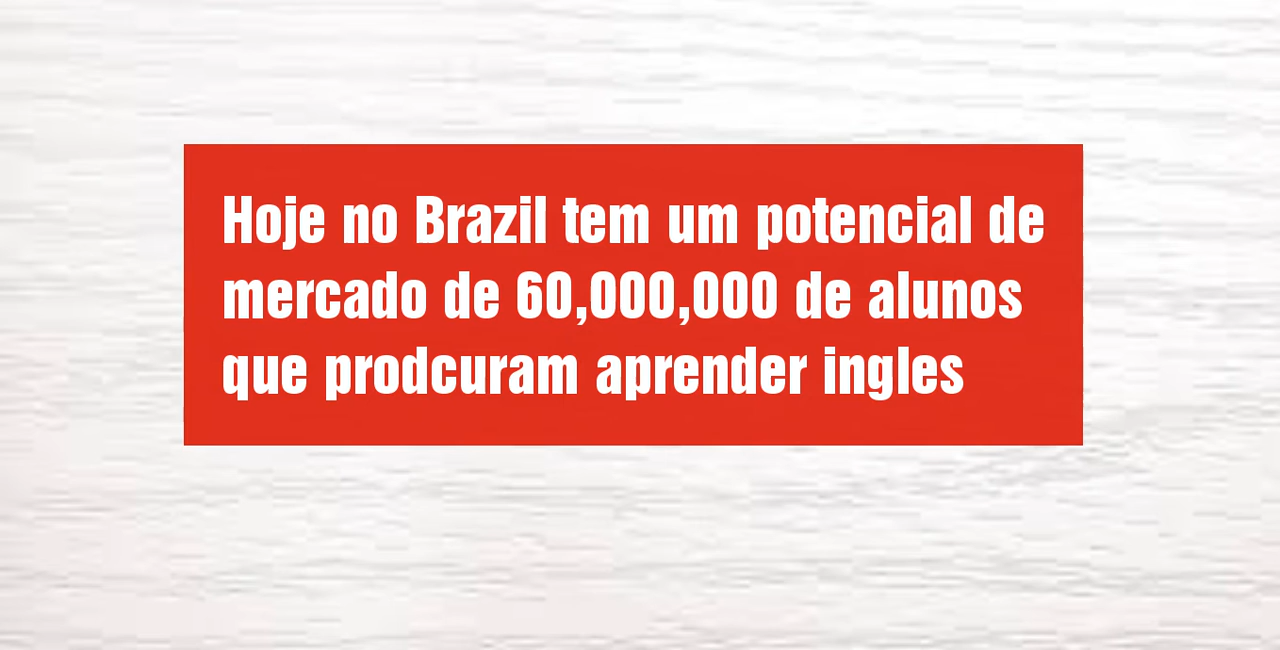 Hoje no Brazil tem um potencial de
mercado de 60,000,000 de alunos
que prodcuram aprender ingles